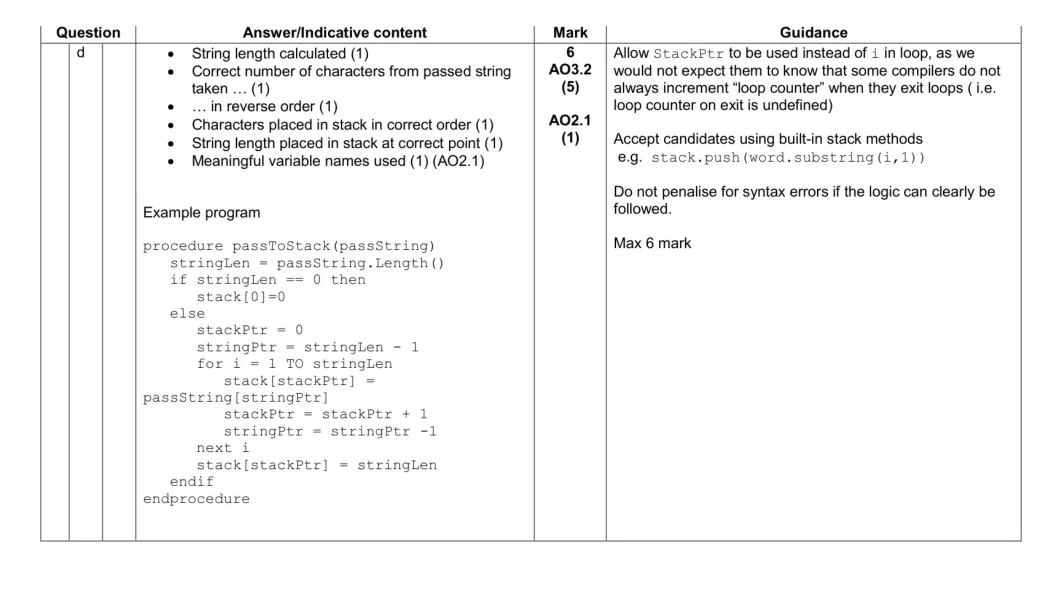 Question Answer/Indicative content Mark Guidance
d
• String length calculated (1)
• Correct number of characters from passed string
taken … (1)
• … in reverse order (1)
• Characters placed in stack in correct order (1)
• String length placed in stack at correct point (1)
• Meaningful variable names used (1) (AO2.1)
Example program
procedure passToStack(passString)
stringLen = passString.Length()
if stringLen == 0 then
stack[0]=0
else
stackPtr = 0
stringPtr = stringLen - 1
for i = 1 TO stringLen
stack[stackPtr] =
passString[stringPtr]
stackPtr = stackPtr + 1
stringPtr = stringPtr -1
next i
stack[stackPtr] = stringLen
endif
endprocedure
6
AO3.2
(5)
AO2.1
(1)
Allow StackPtr to be used instead of i in loop, as we
would not expect them to know that some compilers do not
always increment “loop counter” when they exit loops ( i.e.
loop counter on exit is undefined)
Accept candidates using built-in stack methods
e.g. stack.push(word.substring(i,1))
Do not penalise for syntax errors if the logic can clearly be
followed.
Max 6 mark